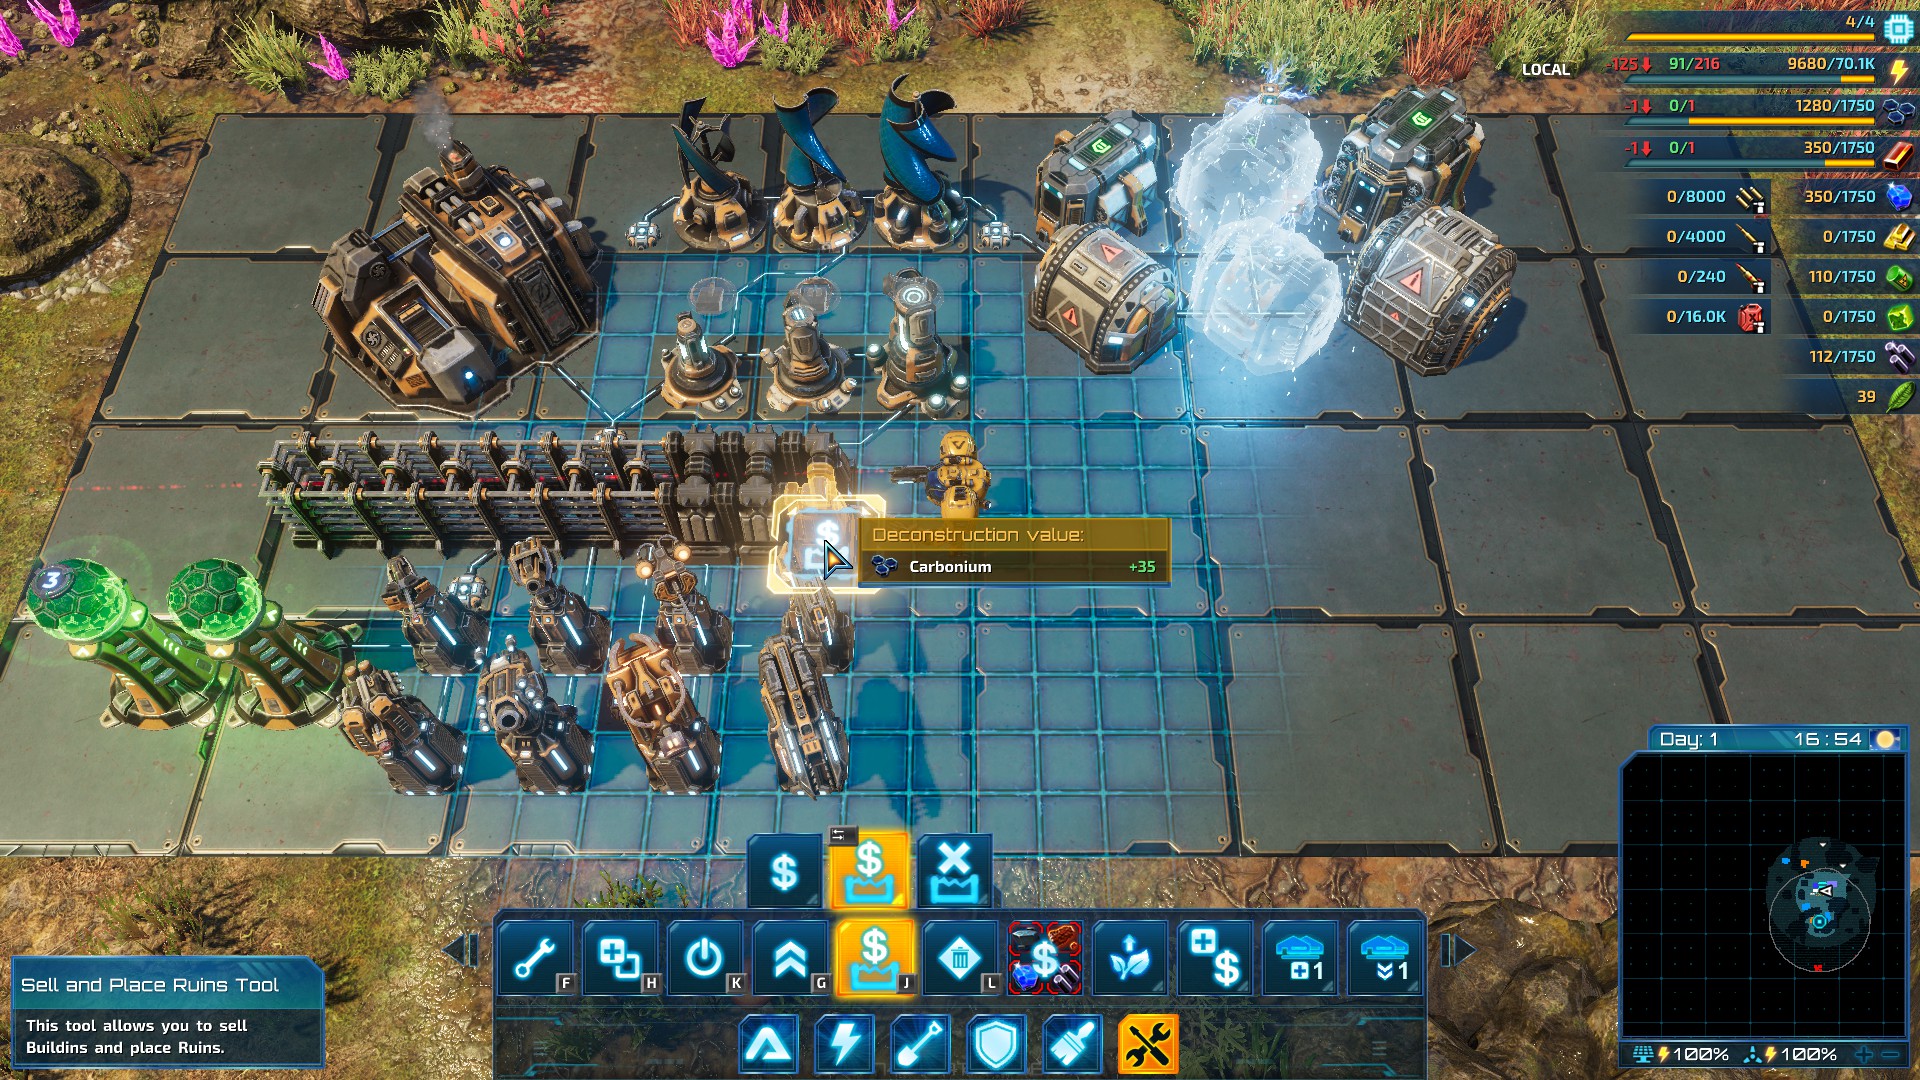 4/4
LOCAL
-125 91/216 9680/70.1K
-1 0/1 1280/1750
-1 0/1 350/1750
0/8000 350/1750
0/4000 0/1750
0/240 110/1750
0/16.0K 0/1750
112/1750
39
2
3
Deconstruction value:
Carbonium +35
Day: 1 16:54
F H K G J L
1 1
Sell and Place Ruins Tool
This tool allows you to sell
Buildins and place Ruins.
100% 100%